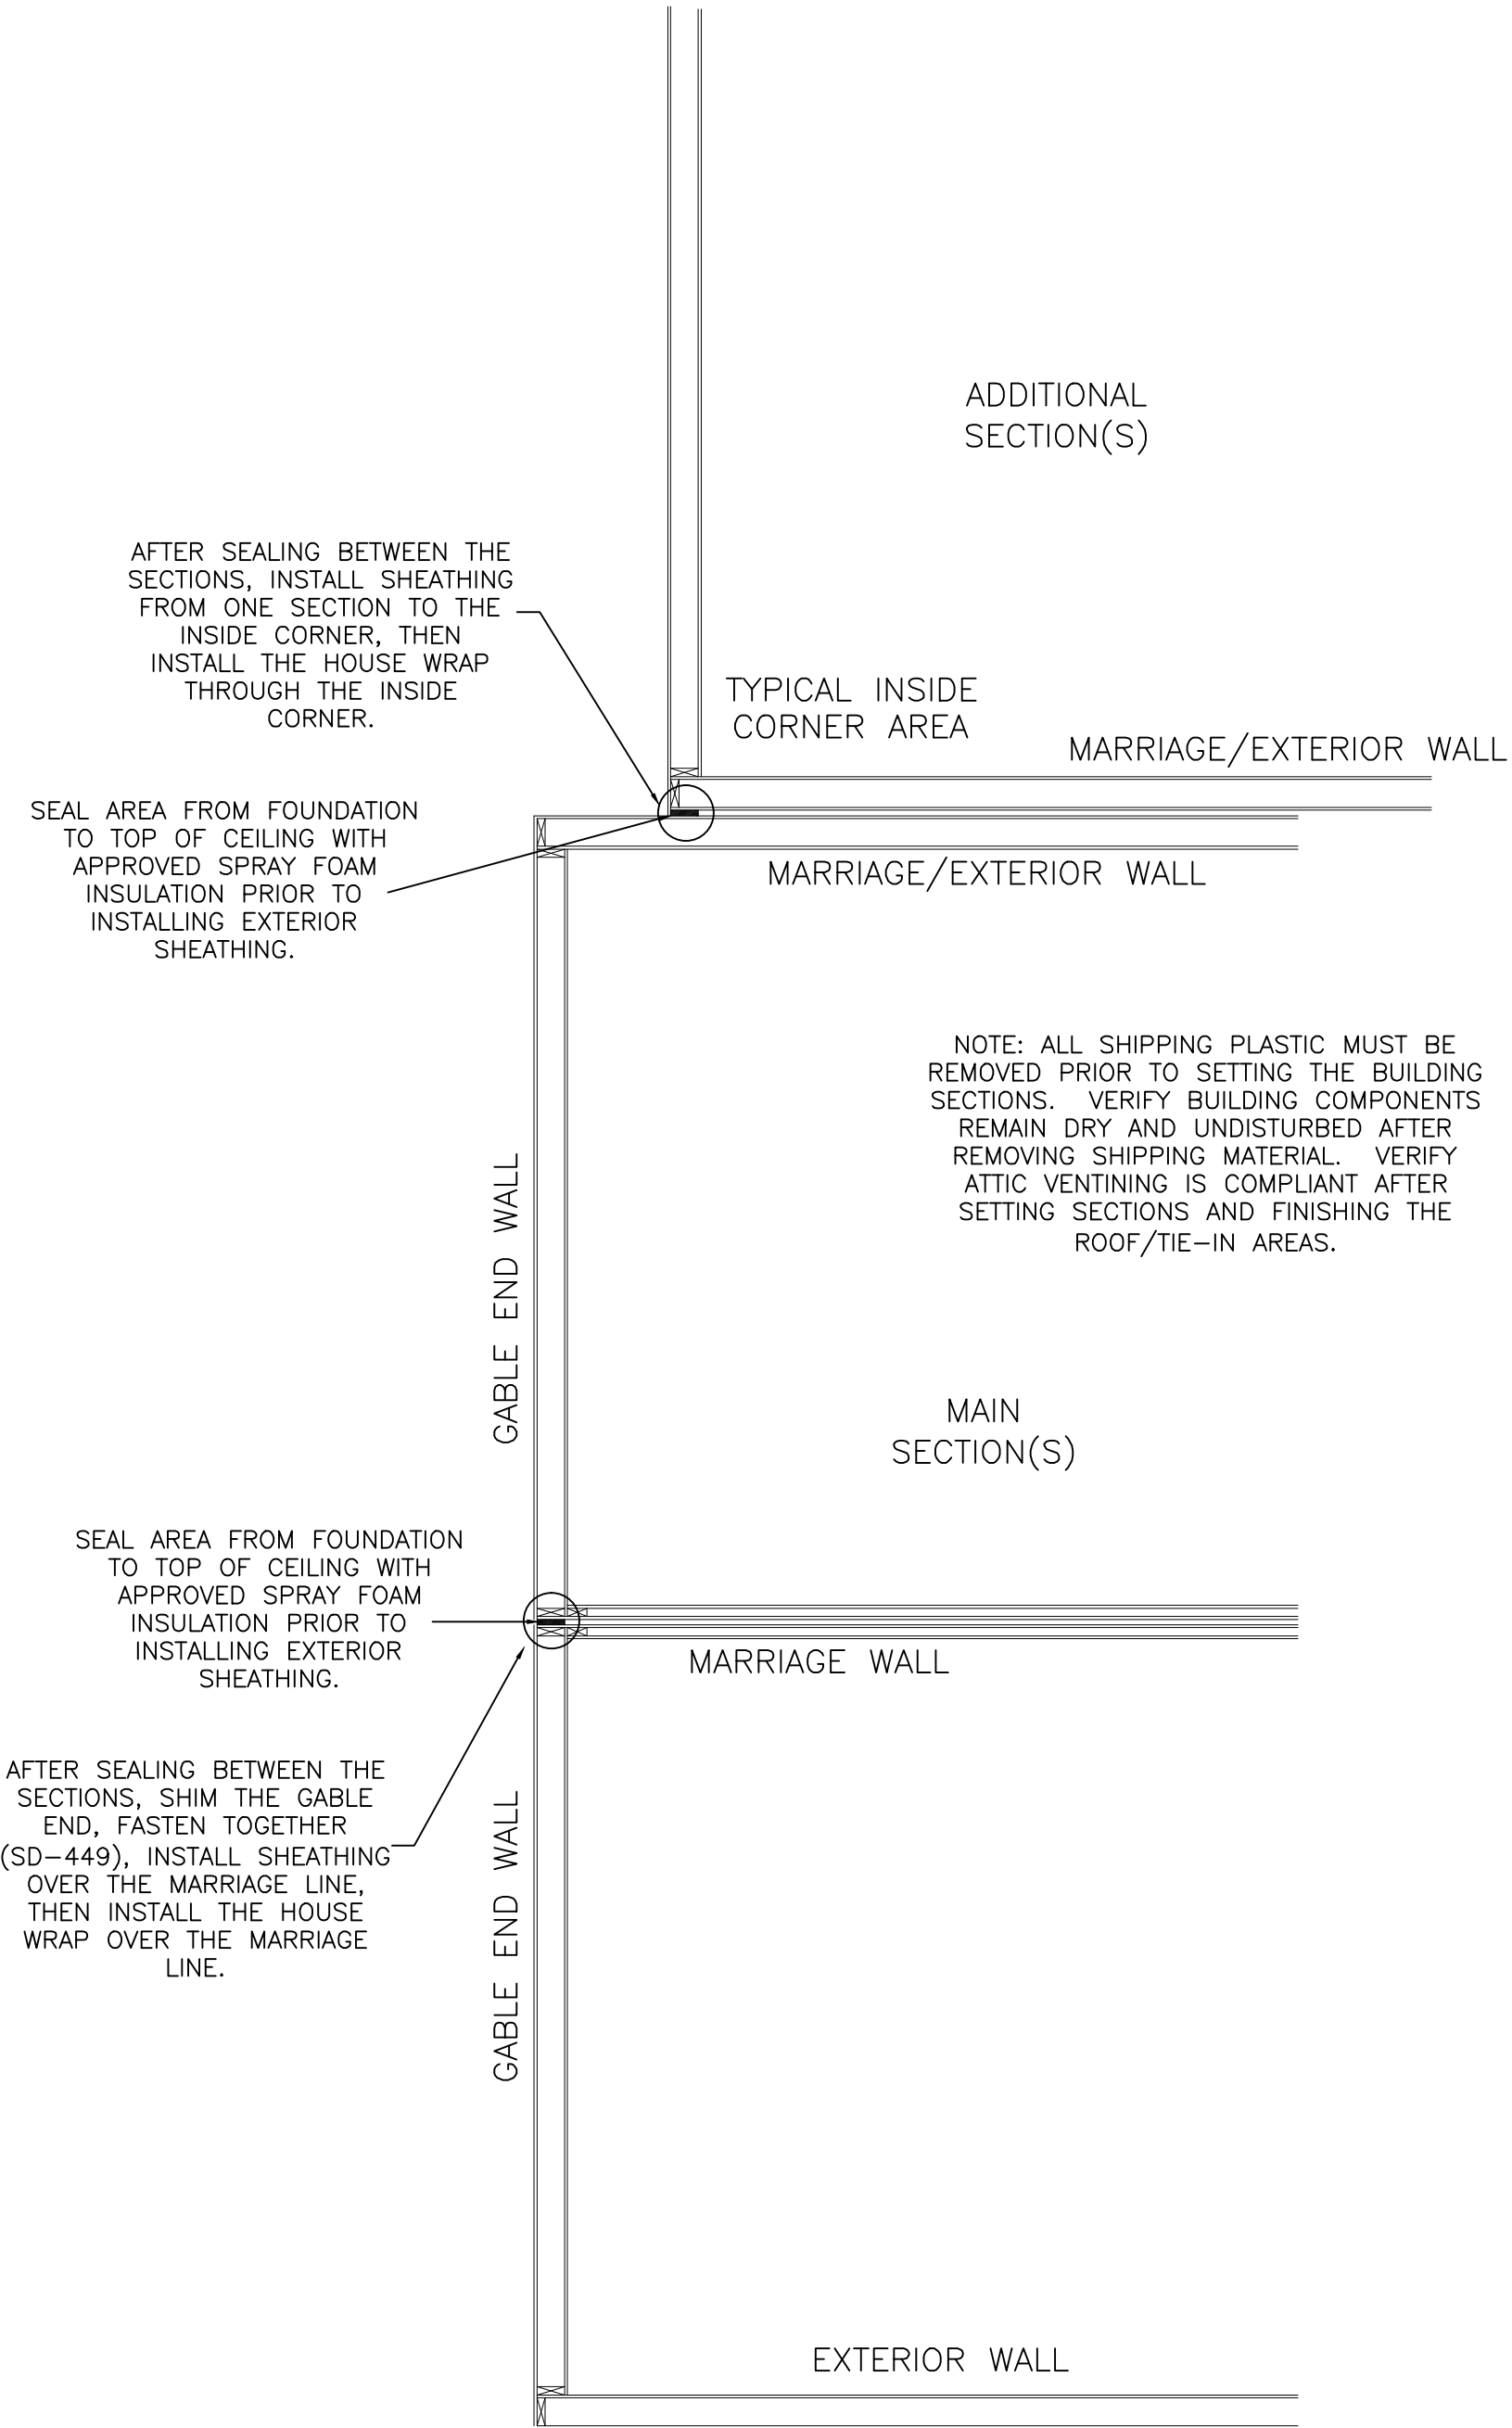 ADDITIONAL
SECTION(S)
AFTER SEALING BETWEEN THE
SECTIONS, INSTALL SHEATHING
FROM ONE SECTION TO THE
INSIDE CORNER, THEN
INSTALL THE HOUSE WRAP
THROUGH THE INSIDE
CORNER.
TYPICAL INSIDE
CORNER AREA
MARRIAGE/EXTERIOR WALL
SEAL AREA FROM FOUNDATION
TO TOP OF CEILING WITH
APPROVED SPRAY FOAM
INSULATION PRIOR TO
INSTALLING EXTERIOR
SHEATHING.
MARRIAGE/EXTERIOR WALL
NOTE: ALL SHIPPING PLASTIC MUST BE
REMOVED PRIOR TO SETTING THE BUILDING
SECTIONS. VERIFY BUILDING COMPONENTS
REMAIN DRY AND UNDISTURBED AFTER
REMOVING SHIPPING MATERIAL. VERIFY
ATTIC VENTINING IS COMPLIANT AFTER
SETTING SECTIONS AND FINISHING THE
ROOF/TIE-IN AREAS.
GABLE END WALL
MAIN
SECTION(S)
SEAL AREA FROM FOUNDATION
TO TOP OF CEILING WITH
APPROVED SPRAY FOAM
INSULATION PRIOR TO
INSTALLING EXTERIOR
SHEATHING.
MARRIAGE WALL
AFTER SEALING BETWEEN THE
SECTIONS, SHIM THE GABLE
END, FASTEN TOGETHER
(SD-449), INSTALL SHEATHING
OVER THE MARRIAGE LINE,
THEN INSTALL THE HOUSE
WRAP OVER THE MARRIAGE
LINE.
GABLE END WALL
EXTERIOR WALL